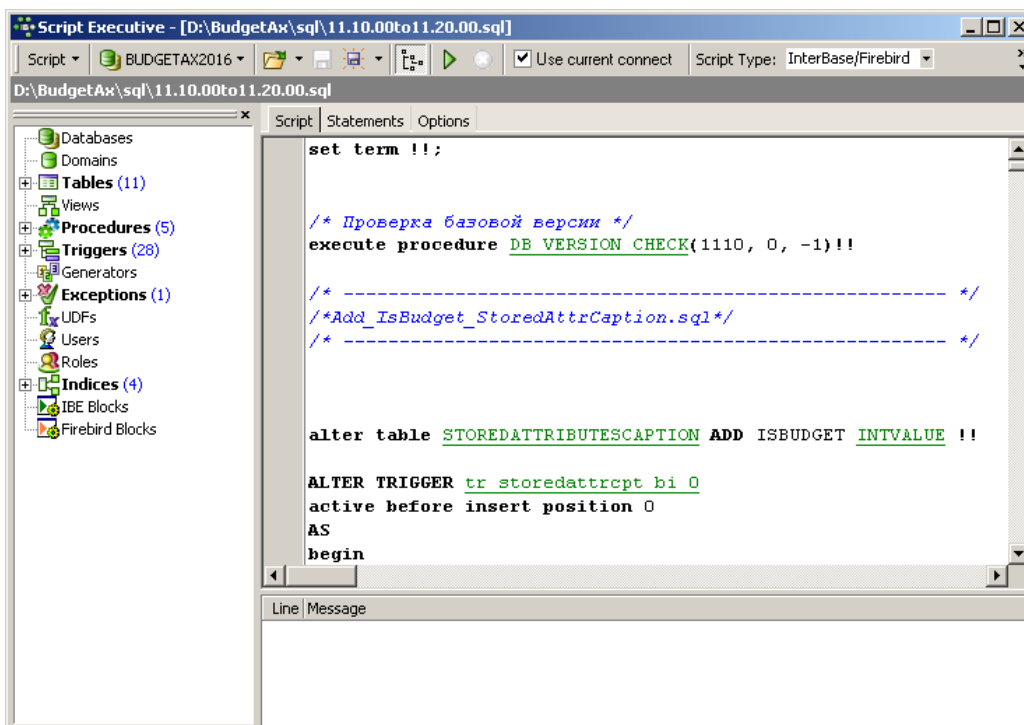 Script Executive - [D:\BudgetAx\sql\11.10.00to11.20.00.sql]
Script BUDGETAX2016 Use current connect Script Type: InterBase/Firebird
D:\BudgetAx\sql\11.10.00to11.20.00.sql
Databases
Domains
Tables (11)
Views
Procedures (5)
Triggers (28)
Generators
Exceptions (1)
UDFs
Users
Roles
Indices (4)
IBE Blocks
Firebird Blocks
Script Statements Options
set term !!;
/* Проверка базовой версии */
execute procedure DB_VERSION_CHECK(1110, 0, -1)!!
/* ------------------------------------------------------ */
/*Add_IsBudget_StoredAttrCaption.sql*/
/* ------------------------------------------------------ */
alter table STOREDATTRIBUTESCAPTION ADD ISBUDGET INTVALUE !!
ALTER TRIGGER tr_storedattrcpt_bi_0
active before insert position 0
AS
begin
Line Message